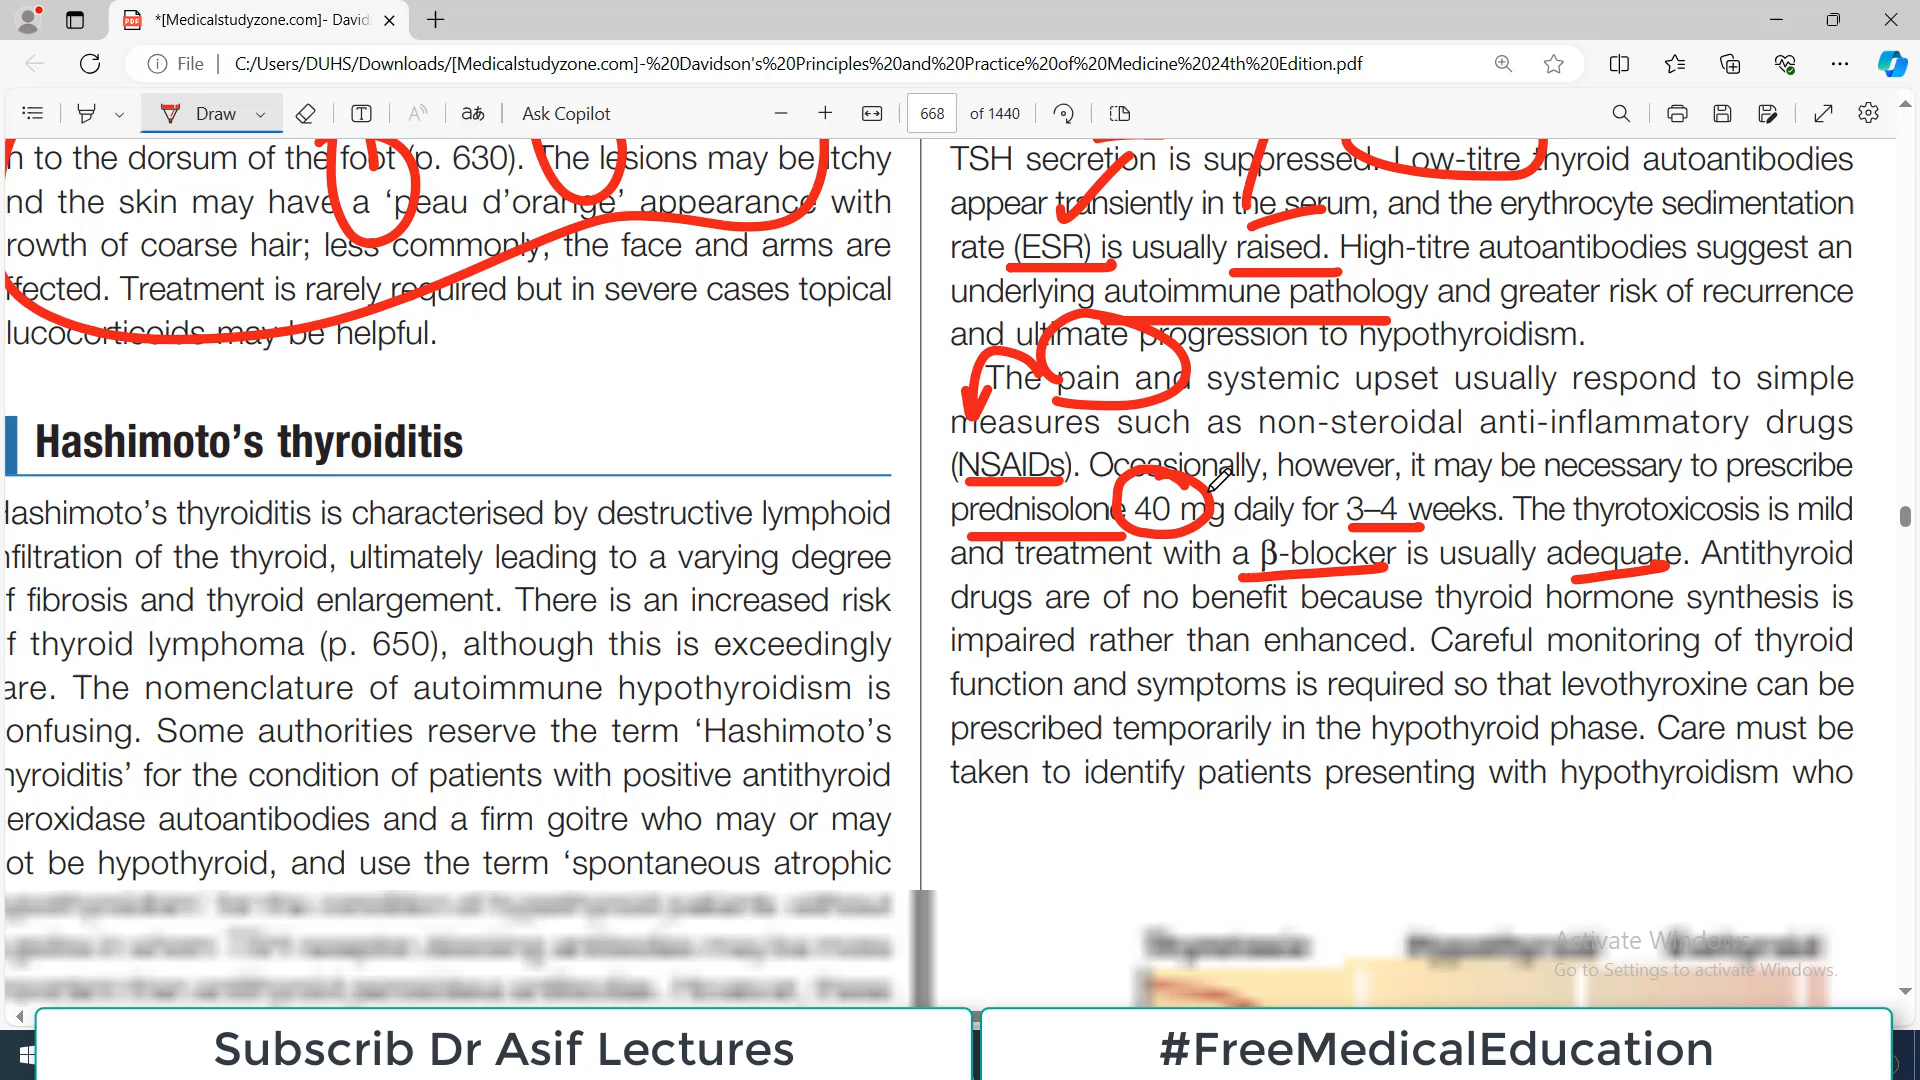 *[Medicalstudyzone.com]- David
File
C:/Users/DUHS/Downloads/[Medicalstudyzone.com]-%20Davidson's%20Principles%20and%20Practice%20of%20Medicine%2024th%20Edition.pdf
Draw
Ask Copilot
668
of 1440
n to the dorsum of the foot (p. 630). The lesions may be itchy
nd the skin may have a ‘peau d’orange’ appearance with
rowth of coarse hair; less commonly, the face and arms are
ffected. Treatment is rarely required but in severe cases topical
lucocorticoids may be helpful.
Hashimoto’s thyroiditis
Hashimoto’s thyroiditis is characterised by destructive lymphoid
nfiltration of the thyroid, ultimately leading to a varying degree
f fibrosis and thyroid enlargement. There is an increased risk
f thyroid lymphoma (p. 650), although this is exceedingly
are. The nomenclature of autoimmune hypothyroidism is
onfusing. Some authorities reserve the term ‘Hashimoto’s
hyroiditis’ for the condition of patients with positive antithyroid
eroxidase autoantibodies and a firm goitre who may or may
ot be hypothyroid, and use the term ‘spontaneous atrophic
TSH secretion is suppressed. Low-titre thyroid autoantibodies
appear transiently in the serum, and the erythrocyte sedimentation
rate (ESR) is usually raised. High-titre autoantibodies suggest an
underlying autoimmune pathology and greater risk of recurrence
and ultimate progression to hypothyroidism.
The pain and systemic upset usually respond to simple
measures such as non-steroidal anti-inflammatory drugs
(NSAIDs). Occasionally, however, it may be necessary to prescribe
prednisolone 40 mg daily for 3–4 weeks. The thyrotoxicosis is mild
and treatment with a β-blocker is usually adequate. Antithyroid
drugs are of no benefit because thyroid hormone synthesis is
impaired rather than enhanced. Careful monitoring of thyroid
function and symptoms is required so that levothyroxine can be
prescribed temporarily in the hypothyroid phase. Care must be
taken to identify patients presenting with hypothyroidism who
Activate Windows
Go to Settings to activate Windows.
Subscrib Dr Asif Lectures
#FreeMedicalEducation